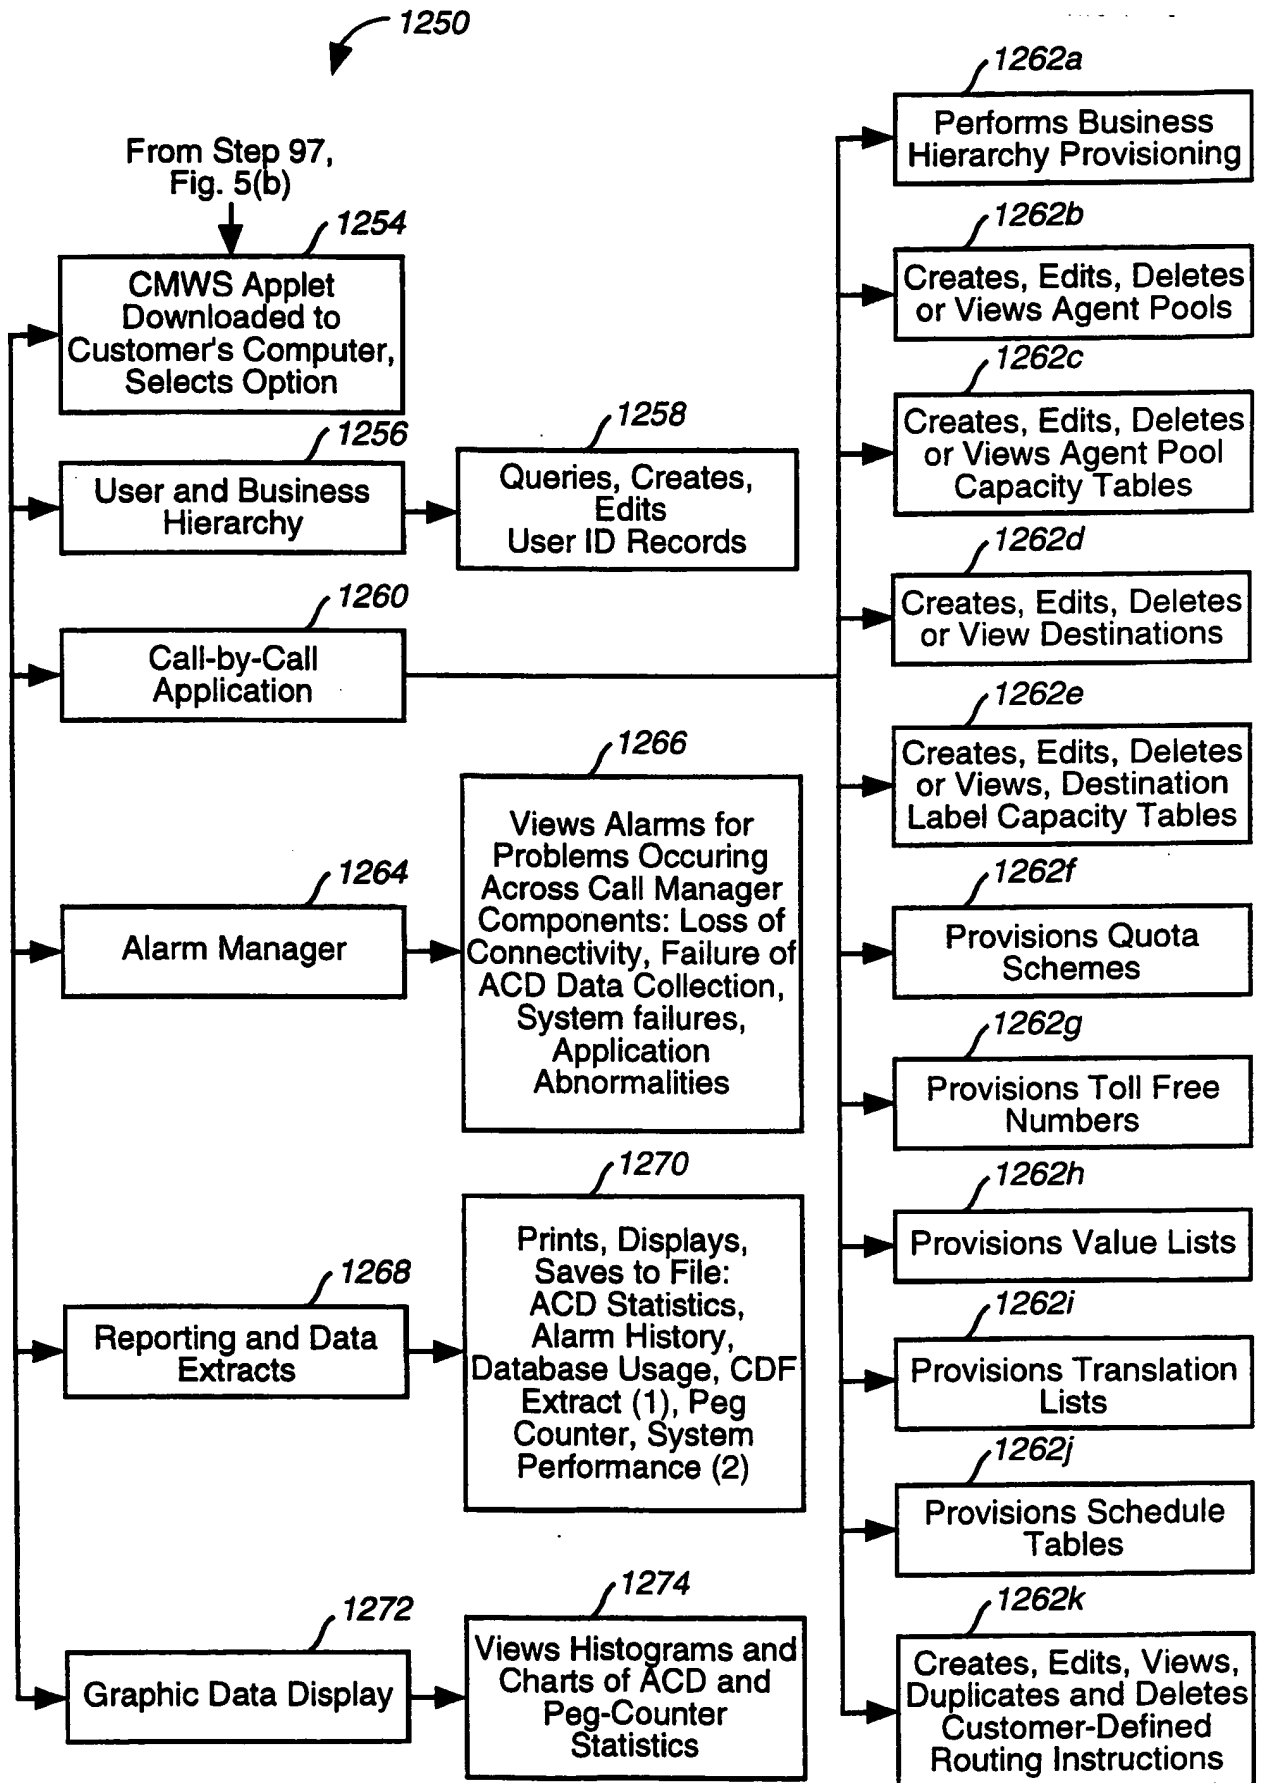 1250
From Step 97,
Fig. 5(b)
1254
CMWS Applet
Downloaded to
Customer's Computer,
Selects Option
1256
User and Business
Hierarchy
1258
Queries, Creates,
Edits
User ID Records
1260
Call-by-Call
Application
1264
Alarm Manager
1266
Views Alarms for
Problems Occuring
Across Call Manager
Components: Loss of
Connectivity, Failure of
ACD Data Collection,
System failures,
Application
Abnormalities
1268
Reporting and Data
Extracts
1270
Prints, Displays,
Saves to File:
ACD Statistics,
Alarm History,
Database Usage, CDF
Extract (1), Peg
Counter, System
Performance (2)
1272
Graphic Data Display
1274
Views Histograms and
Charts of ACD and
Peg-Counter
Statistics
1262a
Performs Business
Hierarchy Provisioning
1262b
Creates, Edits, Deletes
or Views Agent Pools
1262c
Creates, Edits, Deletes
or Views Agent Pool
Capacity Tables
1262d
Creates, Edits, Deletes
or View Destinations
1262e
Creates, Edits, Deletes
or Views, Destination
Label Capacity Tables
1262f
Provisions Quota
Schemes
1262g
Provisions Toll Free
Numbers
1262h
Provisions Value Lists
1262i
Provisions Translation
Lists
1262j
Provisions Schedule
Tables
1262k
Creates, Edits, Views,
Duplicates and Deletes
Customer-Defined
Routing Instructions